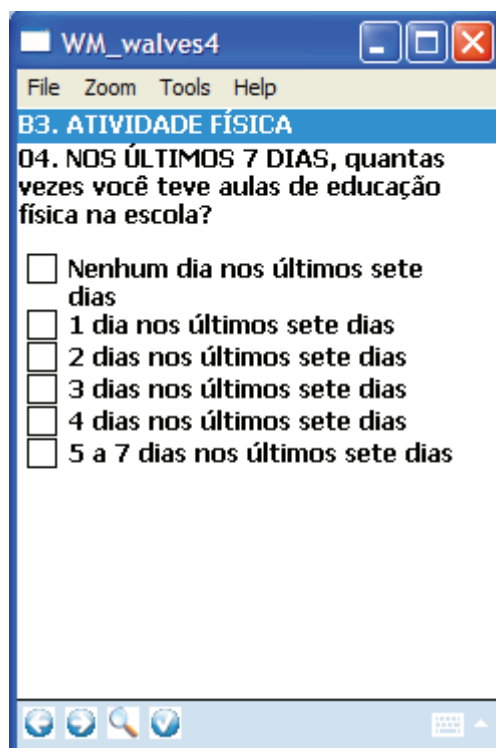 WM_walves4
File Zoom Tools Help
B3. ATIVIDADE FÍSICA
04. NOS ÚLTIMOS 7 DIAS, quantas
vezes você teve aulas de educação
física na escola?
Nenhum dia nos últimos sete
dias
1 dia nos últimos sete dias
2 dias nos últimos sete dias
3 dias nos últimos sete dias
4 dias nos últimos sete dias
5 a 7 dias nos últimos sete dias